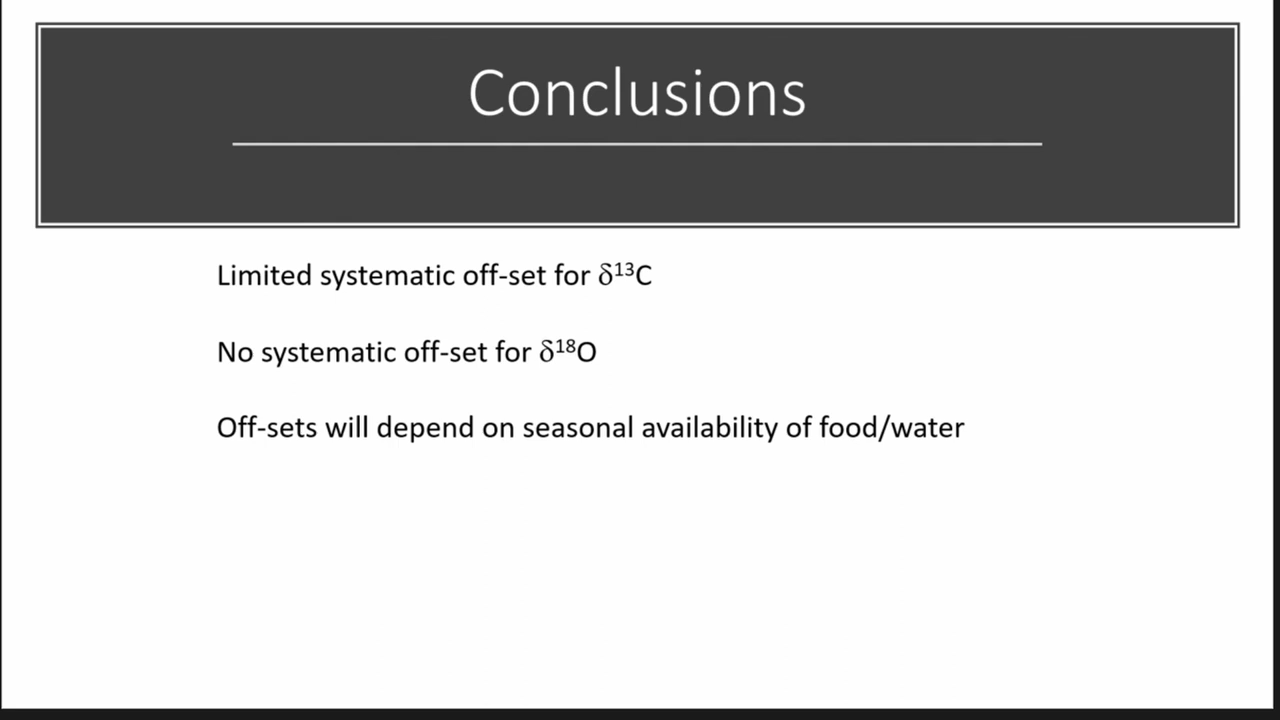 Conclusions
Limited systematic off-set for δ¹³C
No systematic off-set for δ¹⁸O
Off-sets will depend on seasonal availability of food/water